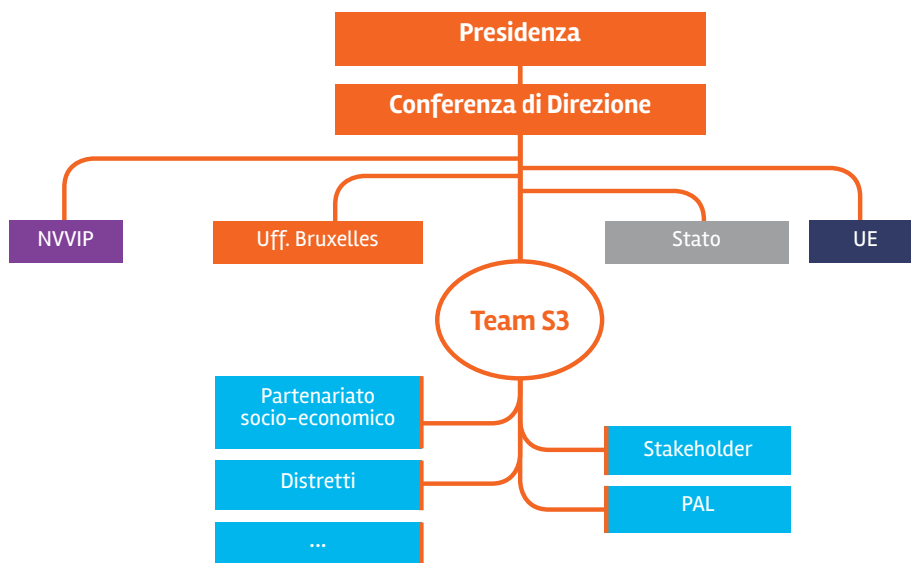 Presidenza
Conferenza di Direzione
NVVIP
Uff. Bruxelles
Stato
UE
Team S3
Partenariato
socio-economico
Distretti
...
Stakeholder
PAL